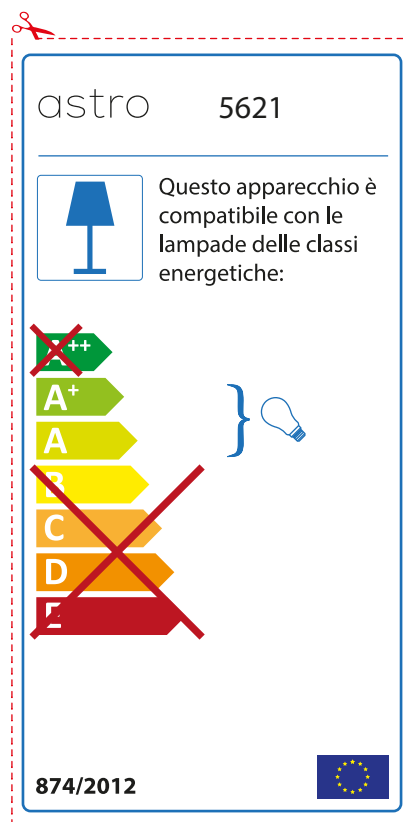 astro 5621
Questo apparecchio è
compatibile con le
lampade delle classi
energetiche:
A++
A+
A
B
C
D
E
874/2012